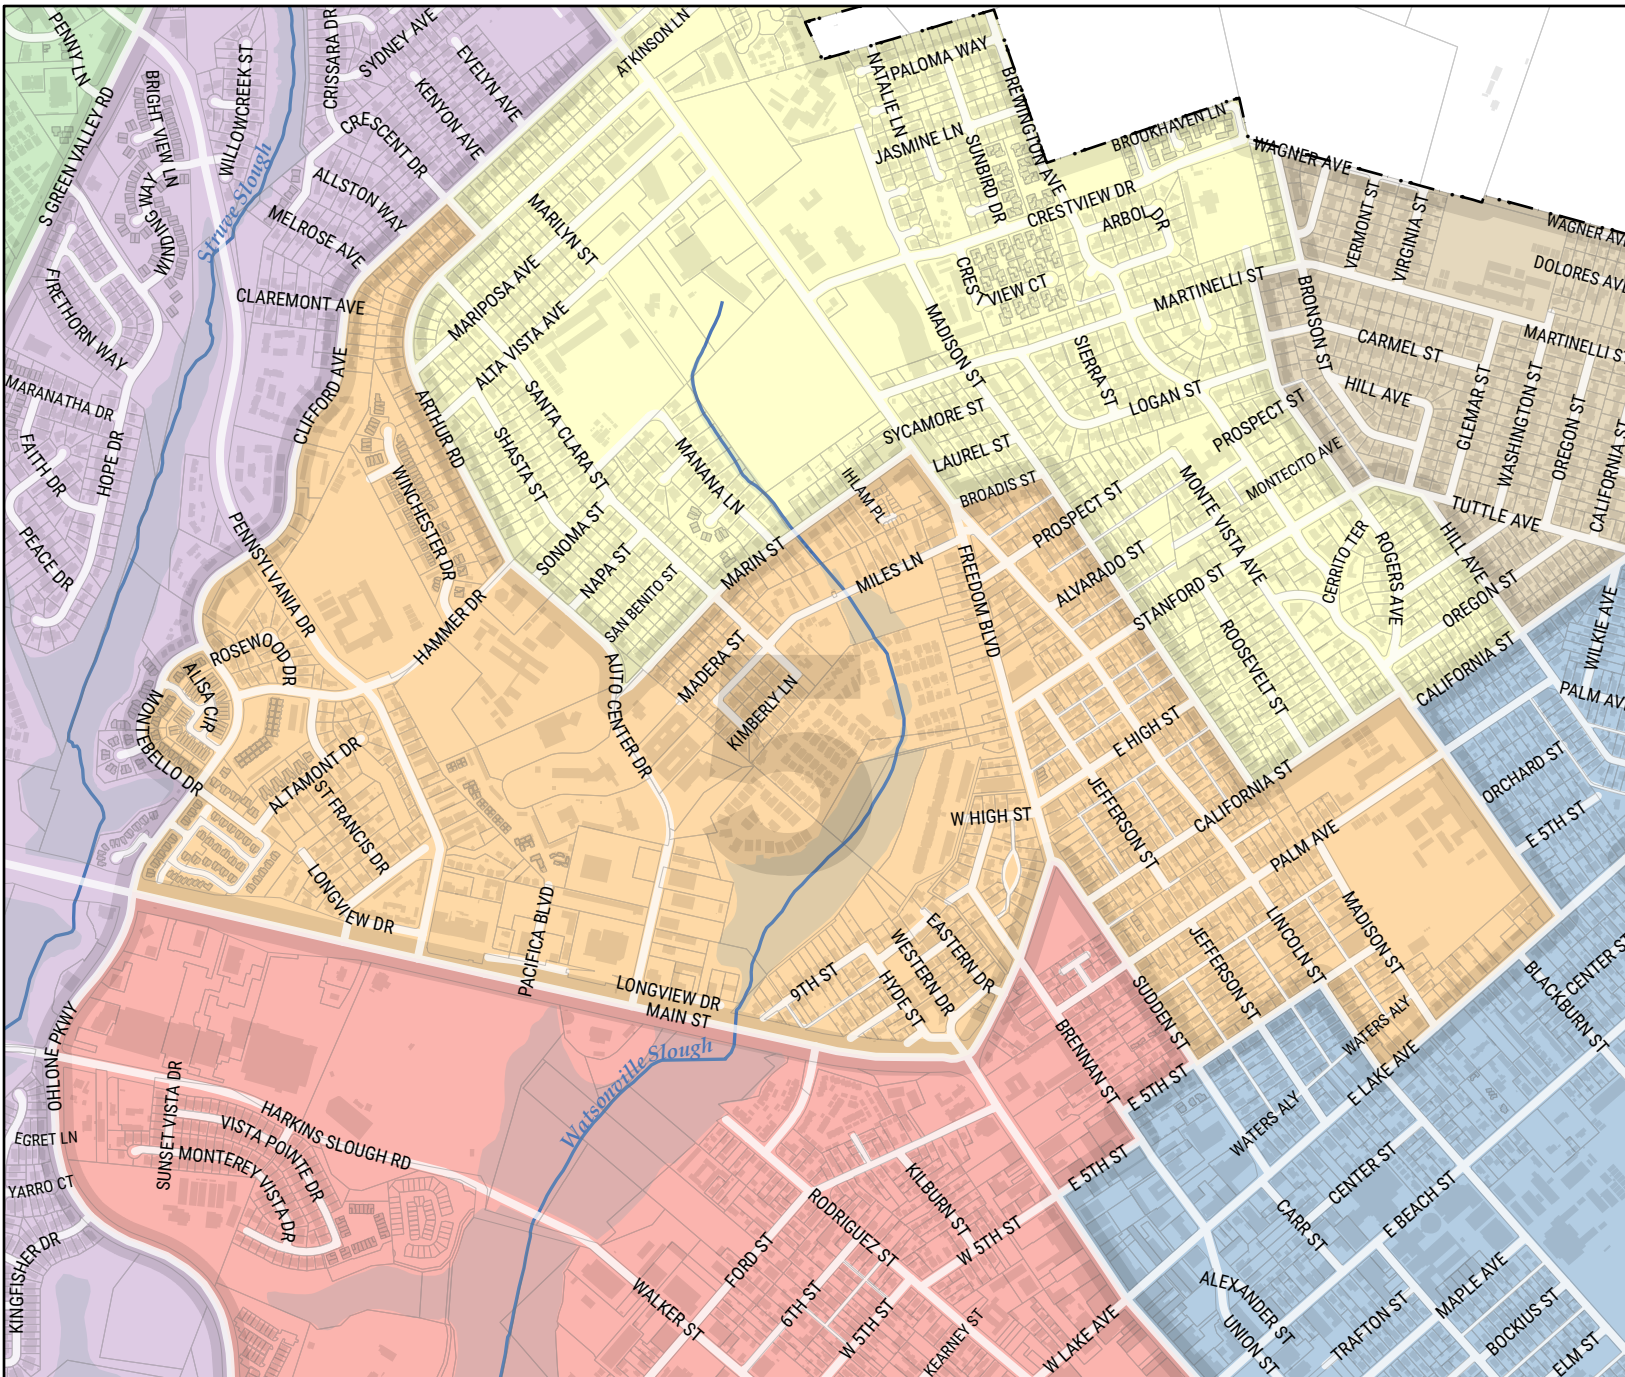 PENNY LN
S GREEN VALLEY RD
BRIGHT VIEW LN
WILLOWCREEK ST
WINDING WAY
Struve Slough
CRISSARA DR
SYDNEY AVE
EVELYN AVE
KENYON AVE
CRESCENT DR
ALLSTON WAY
MELROSE AVE
CLAREMONT AVE
FIRETHORN WAY
MARANATHA DR
FAITH DR
HOPE DR
PEACE DR
ATKINSON LN
NATALIE LN
PALOMA WAY
JASMINE LN
SUNBIRD DR
BREWINGTON AVE
BROOKHAVEN LN
CRESTVIEW DR
ARBOL DR
CREST VIEW CT
WAGNER AVE
WAGNER AVE
VERMONT ST
VIRGINIA ST
DOLORES AVE
MARTINELLI ST
MARTINELLI ST
BRONSON ST
CARMEL ST
HILL AVE
GLEMAR ST
WASHINGTON ST
OREGON ST
CALIFORNIA ST
TUTTLE AVE
MARILYN ST
MARIPOSA AVE
ALTA VISTA AVE
SANTA CLARA ST
SHASTA ST
ARTHUR RD
CLIFFORD AVE
MADISON ST
SIERRA ST
LOGAN ST
PROSPECT ST
MONTECITO AVE
SYCAMORE ST
LAUREL ST
BROADIS ST
MANANA LN
IHLAM PL
SONOMA ST
NAPA ST
SAN BENITO ST
MARIN ST
MILES LN
WINCHESTER DR
PENNSYLVANIA DR
HAMMER DR
ROSEWOOD DR
ALISA CIR
MONTEBELLO DR
ALTAMONT DR
ST FRANCIS DR
LONGVIEW DR
AUTO CENTER DR
MADERA ST
KIMBERLY LN
FREEDOM BLVD
PROSPECT ST
ALVARADO ST
STANFORD ST
MONTE VISTA AVE
CERRITO TER
ROGERS AVE
HILL AVE
OREGON ST
CALIFORNIA ST
ROOSEVELT ST
WILKIE AVE
PALM AVE
ORCHARD ST
E 5TH ST
E HIGH ST
JEFFERSON ST
CALIFORNIA ST
PALM AVE
W HIGH ST
MADISON ST
LINCOLN ST
JEFFERSON ST
WATERS ALY
E LAKE AVE
BLACKBURN ST
CENTER ST
PACIFICA BLVD
LONGVIEW DR
MAIN ST
9TH ST
EASTERN DR
WESTERN DR
HYDE ST
SUDDEN ST
BRENNAN ST
E 5TH ST
WATERS ALY
OHLONE PKWY
EGRET LN
YARRO CT
KINGFISHER DR
SUNSET VISTA DR
HARKINS SLOUGH RD
VISTA POINTE DR
MONTEREY VISTA DR
Watsonville Slough
E 5TH ST
KILBURN ST
RODRIGUEZ ST
W 5TH ST
FORD ST
WALKER ST
6TH ST
W 5TH ST
KEARNEY ST
W LAKE AVE
CARR ST
CENTER ST
E BEACH ST
ALEXANDER ST
UNION ST
TRAFTON ST
MAPLE AVE
BOCKIUS ST
ELM ST